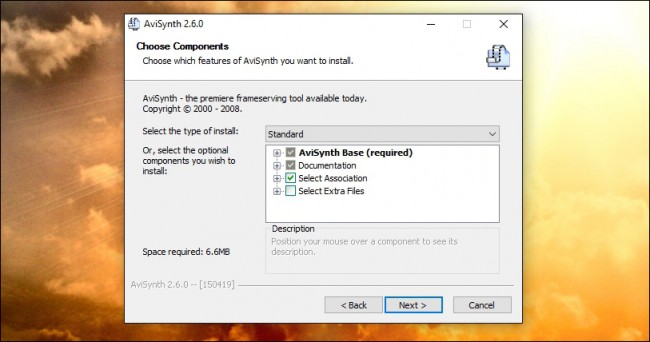 AviSynth 2.6.0
Choose Components
Choose which features of AviSynth you want to install.
AviSynth - the premiere frameserving tool available today.
Copyright © 2000 - 2008.
Select the type of install:
Standard
Or, select the optional
components you wish to
install:
AviSynth Base (required)
Documentation
Select Association
Select Extra Files
Description
Position your mouse over a component to see its
description.
Space required: 6.6MB
AviSynth 2.6.0 -- [150419]
< Back
Next >
Cancel